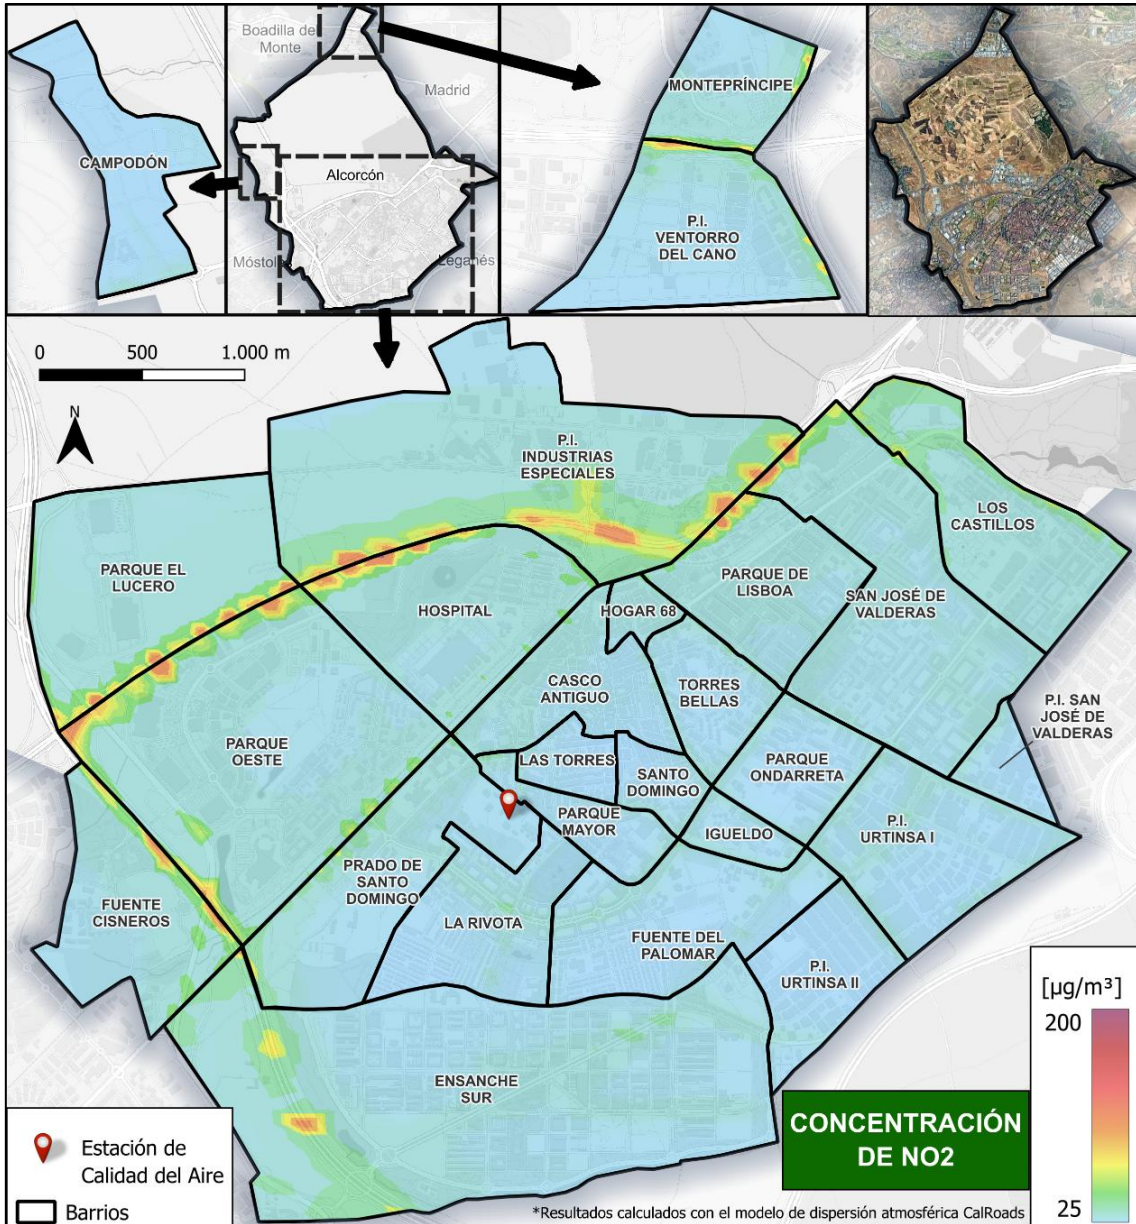 Boadilla de
Monte
Madrid
Alcorcón
Móstoles
Leganés
CAMPODÓN
MONTEPRÍNCIPE
P.I.
VENTORRO
DEL CANO
0 500 1.000 m
N
P.I.
INDUSTRIAS
ESPECIALES
LOS
CASTILLOS
PARQUE EL
LUCERO
PARQUE DE
LISBOA
SAN JOSÉ DE
VALDERAS
HOSPITAL
HOGAR 68
CASCO
ANTIGUO
TORRES
BELLAS
P.I. SAN
JOSÉ DE
VALDERAS
PARQUE
OESTE
LAS TORRES
SANTO
DOMINGO
PARQUE
ONDARRETA
PARQUE
MAYOR
IGUELDO
P.I.
URTINSA I
PRADO DE
SANTO
DOMINGO
FUENTE
CISNEROS
LA RIVOTA
FUENTE DEL
PALOMAR
P.I.
URTINSA II
ENSANCHE
SUR
[µg/m³]
200
25
CONCENTRACIÓN
DE NO2
Estación de
Calidad del Aire
Barrios
*Resultados calculados con el modelo de dispersión atmosférica CalRoads